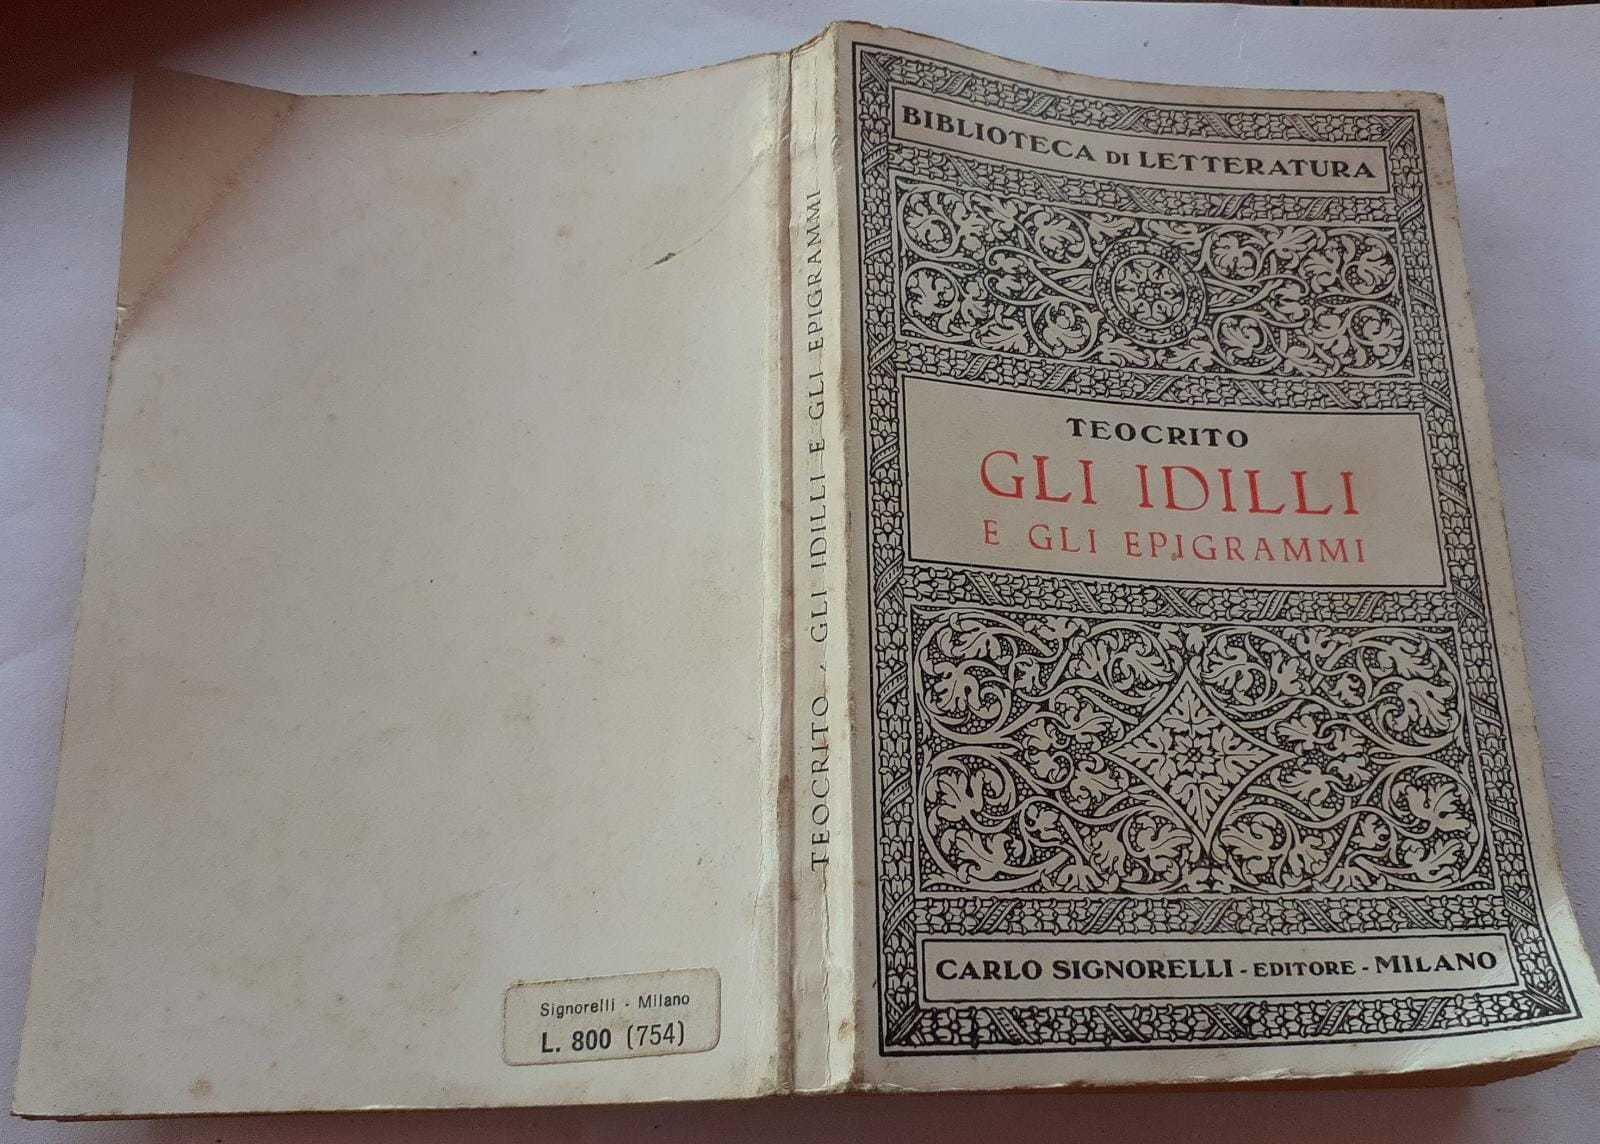 BIBLIOTECA DI LETTERATURA
TEOCRITO
GLI IDILLI
E GLI EPIGRAMMI
CARLO SIGNORELLI - EDITORE - MILANO
TEOCRITO - GLI IDILLI E GLI EPIGRAMMI
Signorelli - Milano
L. 800 (754)